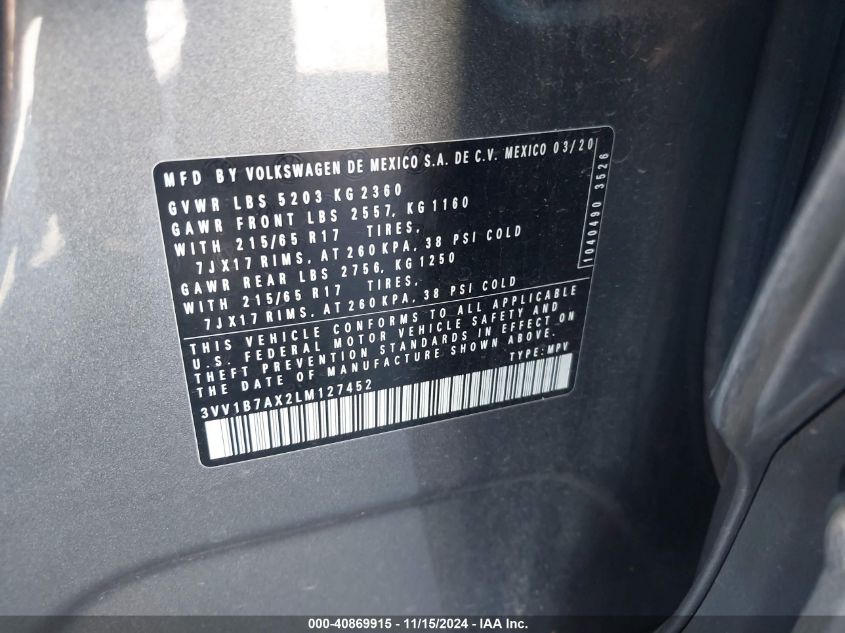 MFD BY VOLKSWAGEN DE MEXICO S.A. DE C.V. MEXICO 03/20
GVWR LBS 5203 KG 2360
GAWR FRONT LBS 2557, KG 1160
WITH 215/65 R17 TIRES,
7JX17 RIMS, AT 260 KPA, 38 PSI COLD
GAWR REAR LBS 2756, KG 1250
WITH 215/65 R17 TIRES,
7JX17 RIMS, AT 260 KPA, 38 PSI COLD
THIS VEHICLE CONFORMS TO ALL APPLICABLE
U.S. FEDERAL MOTOR VEHICLE SAFETY AND
THEFT PREVENTION STANDARDS IN EFFECT ON
THE DATE OF MANUFACTURE SHOWN ABOVE.
TYPE: MPV
3VV1B7AX2LM127452
1040490 3526
000-40869915 - 11/15/2024 - IAA Inc.